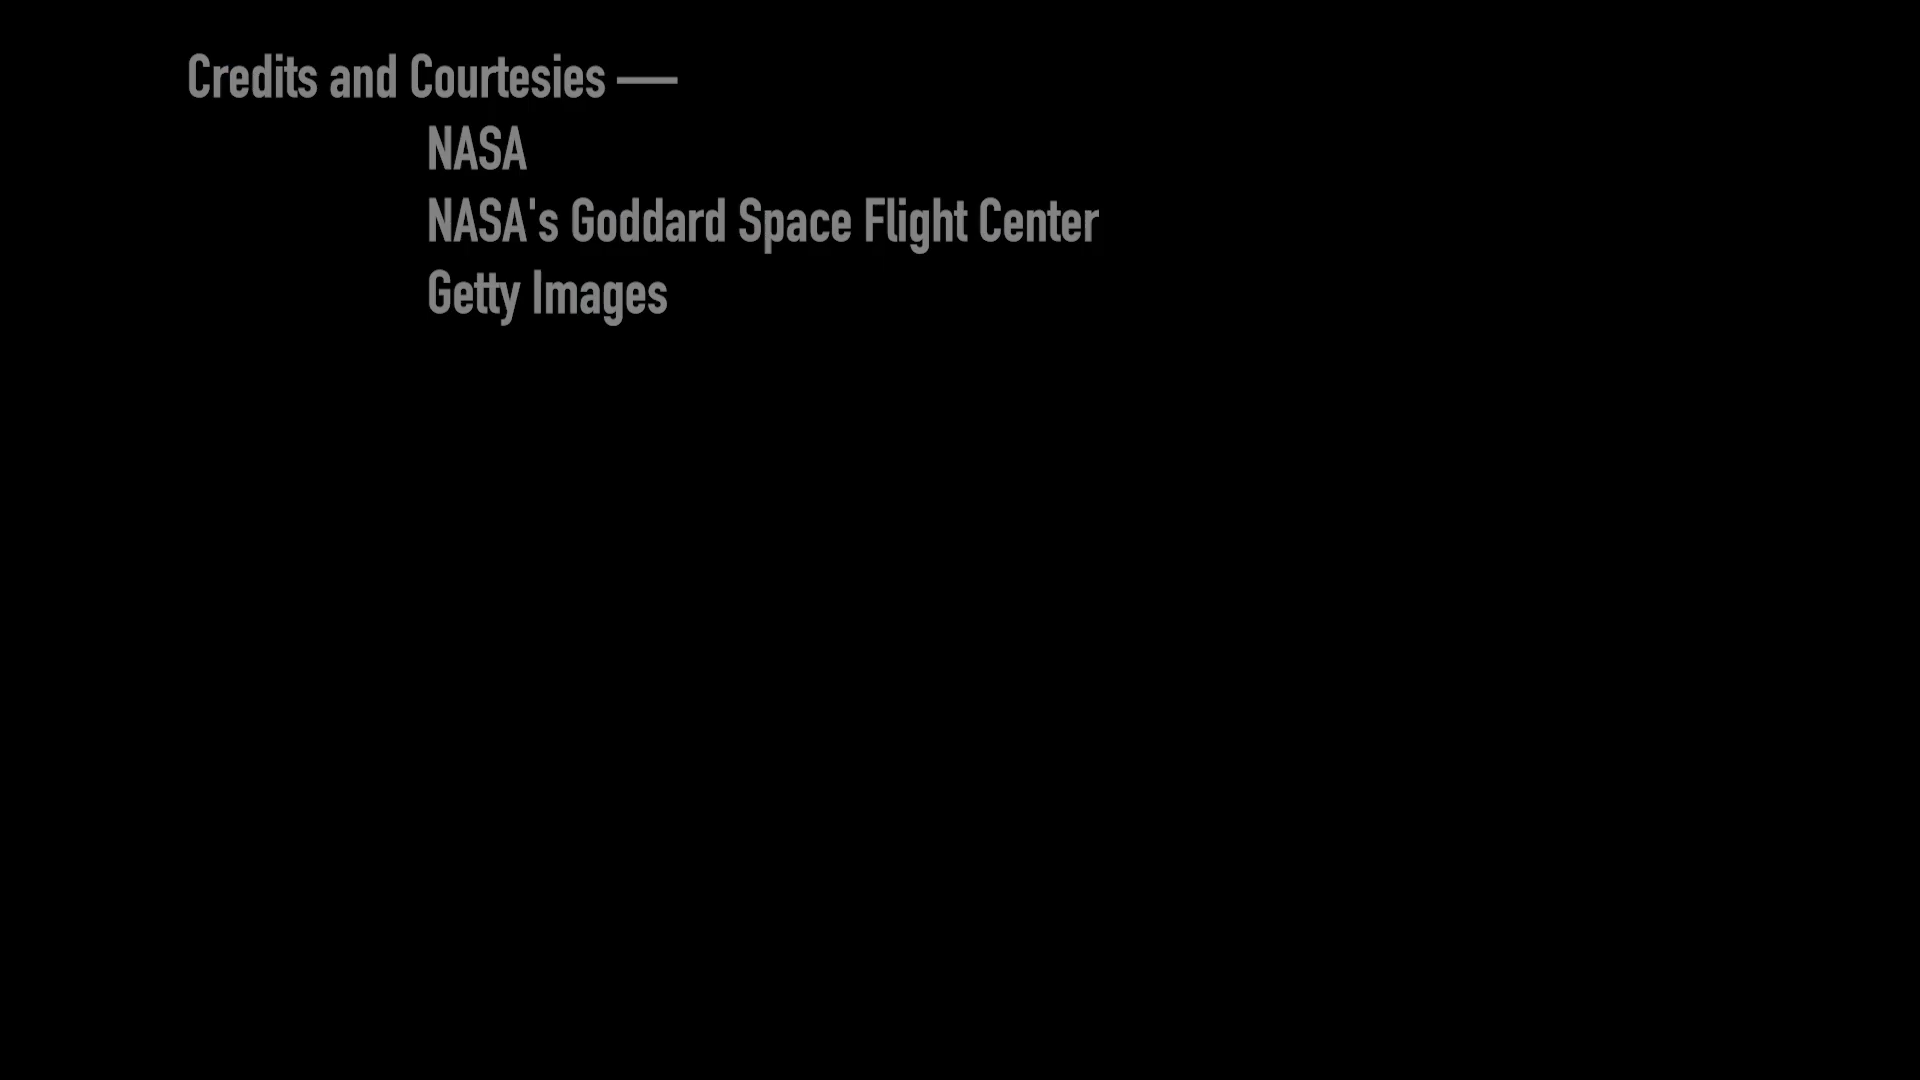 Credits and Courtesies —
NASA
NASA's Goddard Space Flight Center
Getty Images